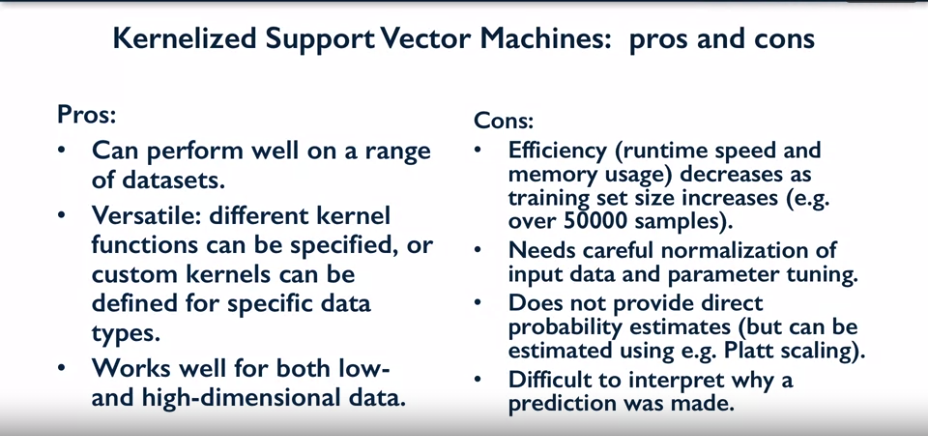 Kernelized Support Vector Machines: pros and cons
Pros:
• Can perform well on a range
of datasets.
• Versatile: different kernel
functions can be specified, or
custom kernels can be
defined for specific data
types.
• Works well for both low-
and high-dimensional data.
Cons:
• Efficiency (runtime speed and
memory usage) decreases as
training set size increases (e.g.
over 50000 samples).
• Needs careful normalization of
input data and parameter tuning.
• Does not provide direct
probability estimates (but can be
estimated using e.g. Platt scaling).
• Difficult to interpret why a
prediction was made.